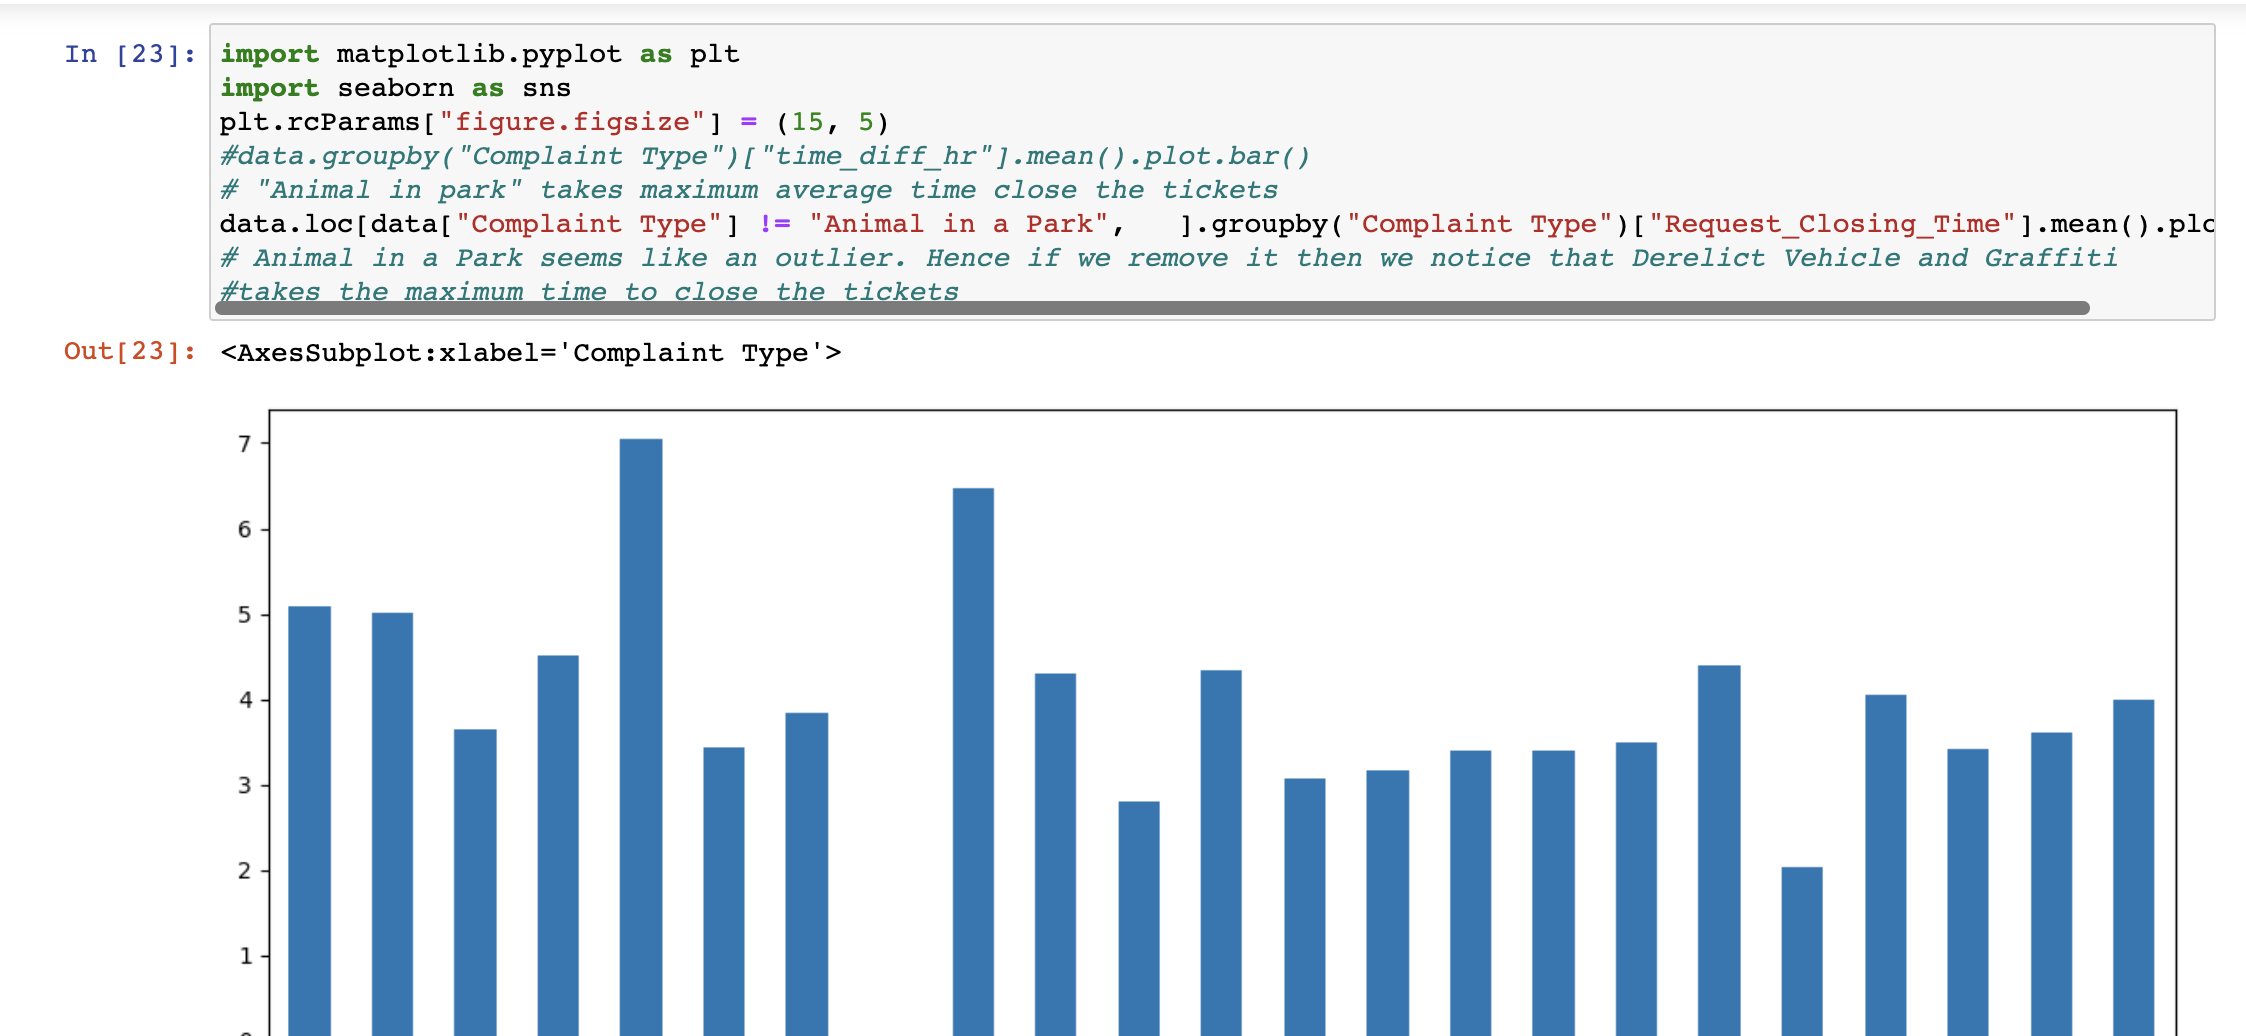 In [23]:
import matplotlib.pyplot as plt
import seaborn as sns
plt.rcParams["figure.figsize"] = (15, 5)
#data.groupby("Complaint Type")["time_diff_hr"].mean().plot.bar()
# "Animal in park" takes maximum average time close the tickets
data.loc[data["Complaint Type"] != "Animal in a Park",   ].groupby("Complaint Type")["Request_Closing_Time"].mean().plo
# Animal in a Park seems like an outlier. Hence if we remove it then we notice that Derelict Vehicle and Graffiti
#takes the maximum time to close the tickets
Out[23]: <AxesSubplot:xlabel='Complaint Type'>
7
6
5
4
3
2
1